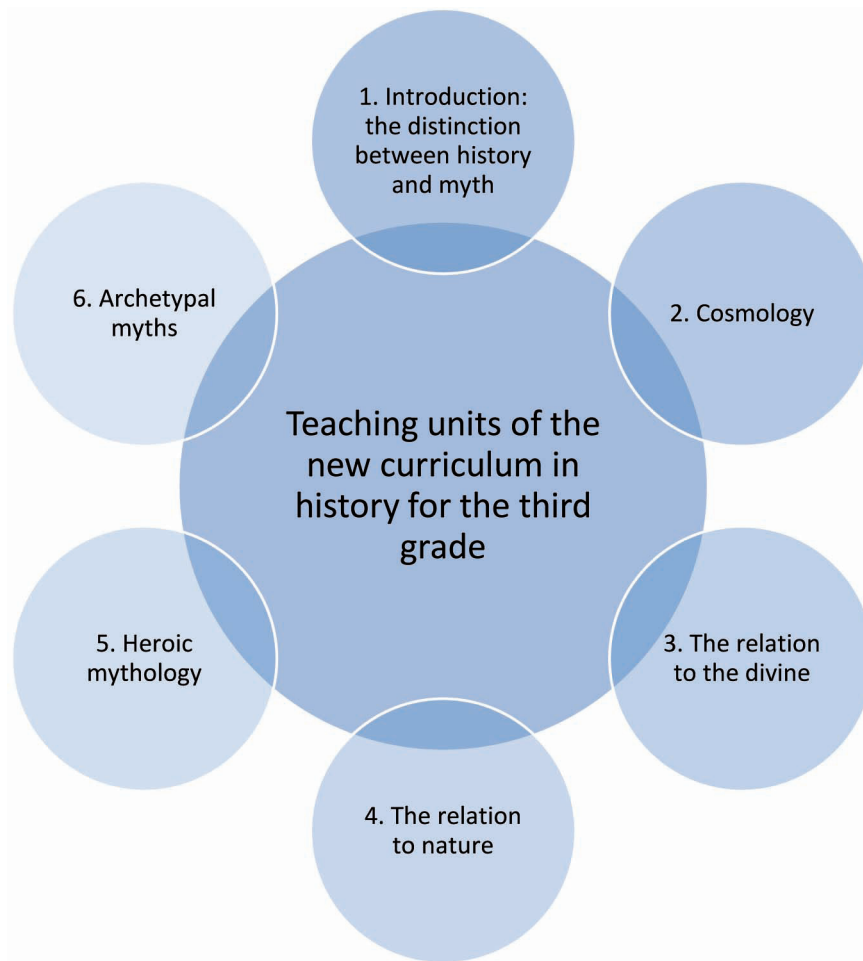 1. Introduction:
the distinction
between history
and myth
2. Cosmology
3. The relation
to the divine
4. The relation
to nature
5. Heroic
mythology
6. Archetypal
myths
Teaching units of the
new curriculum in
history for the third
grade